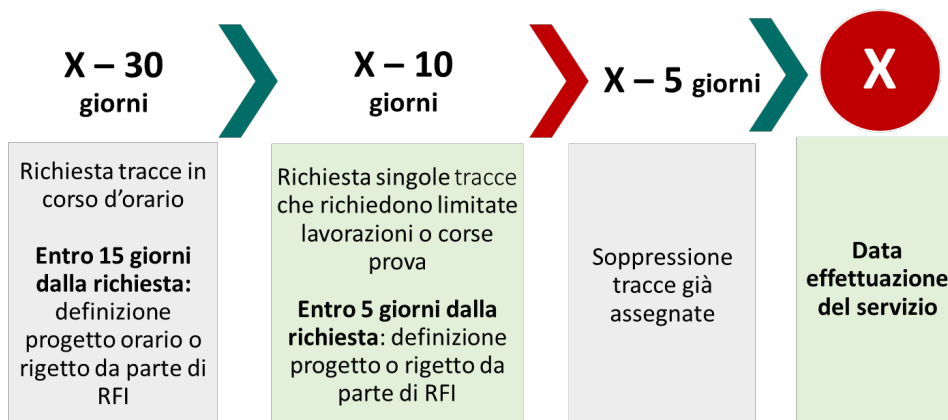 X – 30
giorni
Richiesta tracce in
corso d'orario
Entro 15 giorni
dalla richiesta:
definizione
progetto orario o
rigetto da parte di
RFI
X – 10
giorni
Richiesta singole tracce
che richiedono limitate
lavorazioni o corse
prova
Entro 5 giorni dalla
richiesta: definizione
progetto o rigetto da
parte di RFI
X – 5 giorni
Soppressione
tracce già
assegnate
X
Data
effettuazione
del servizio